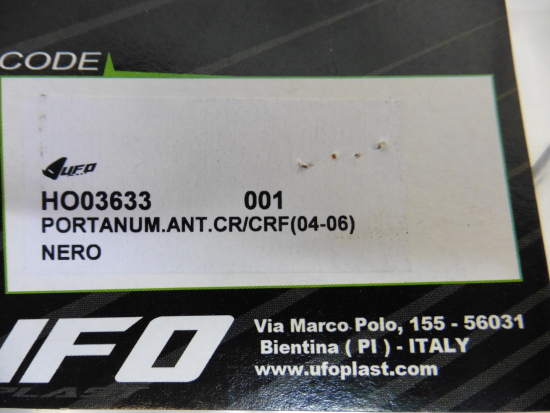 CODE
UFO
HO03633 001
PORTANUM.ANT.CR/CRF(04-06)
NERO
UFO
PLAST
Via Marco Polo, 155 - 56031
Bientina ( PI ) - ITALY
www.ufoplast.com